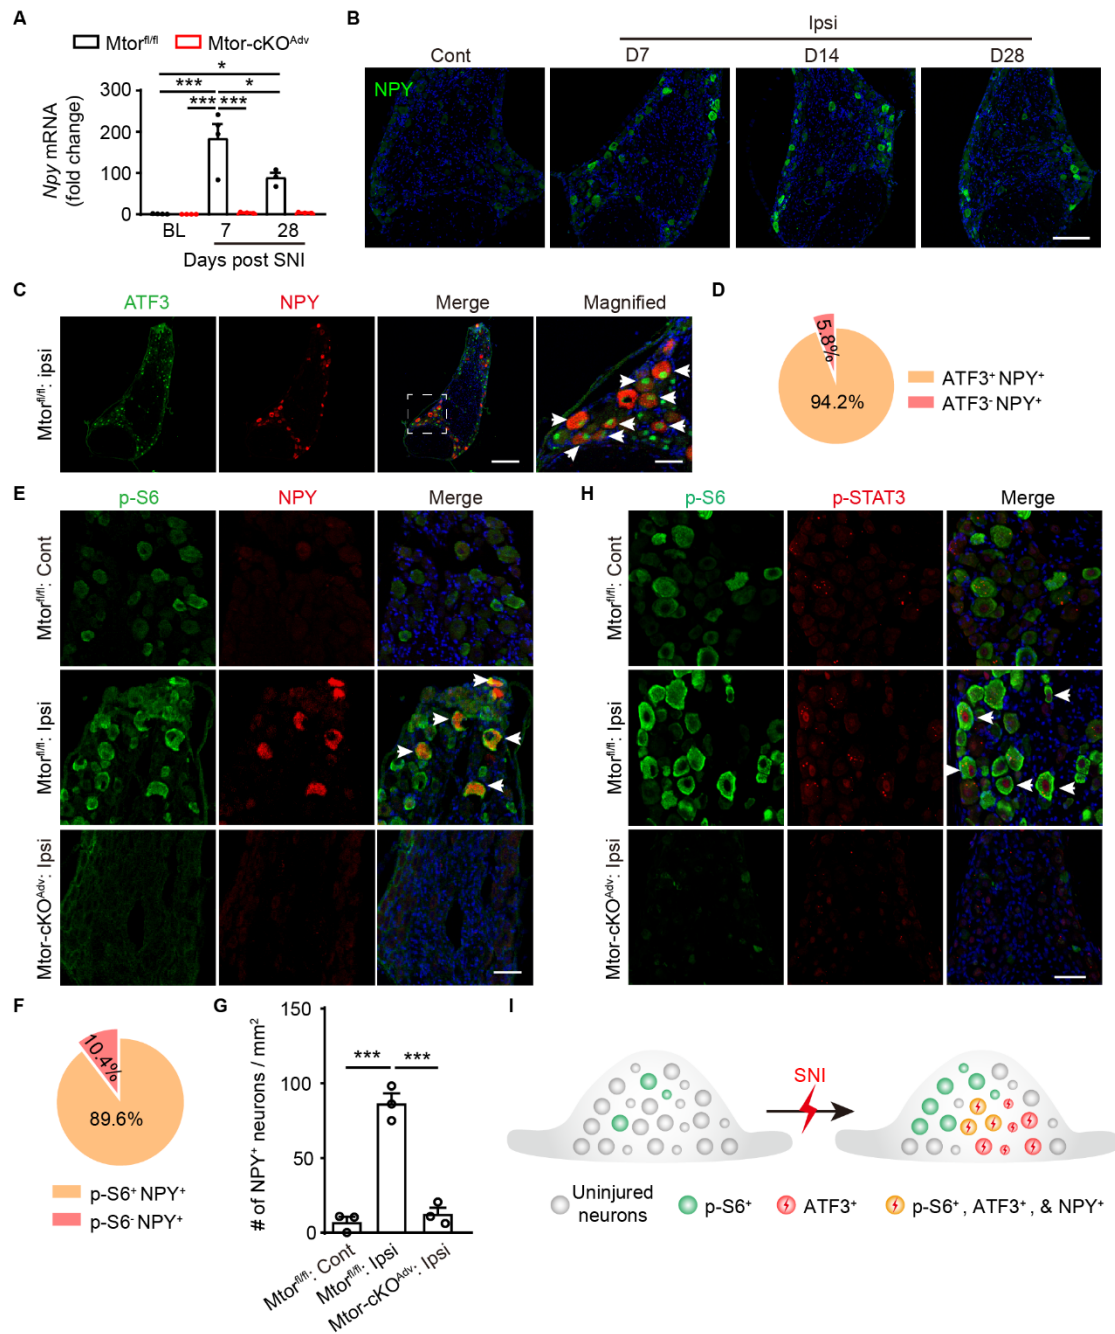 A
Mtorfl/fl
Mtor-cKOAdv
*
***
*
***
***
Npy mRNA
(fold change)
300
200
100
0
BL
7
28
Days post SNI
B
Ipsi
Cont
D7
D14
D28
NPY
C
ATF3
NPY
Merge
Magnified
Mtorfl/fl: ipsi
D
5.8%
94.2%
ATF3+ NPY+
ATF3- NPY+
E
p-S6
NPY
Merge
Mtorfl/fl: Cont
Mtorfl/fl: Ipsi
Mtor-cKOAdv: Ipsi
H
p-S6
p-STAT3
Merge
Mtorfl/fl: Cont
Mtorfl/fl: Ipsi
Mtor-cKOAdv: Ipsi
F
10.4%
89.6%
p-S6+ NPY+
p-S6- NPY+
G
# of NPY+ neurons / mm2
150
100
50
0
***
***
Mtorfl/fl: Cont
Mtorfl/fl: Ipsi
Mtor-cKOAdv: Ipsi
I
SNI
Uninjured
neurons
p-S6+
ATF3+
p-S6+, ATF3+, & NPY+